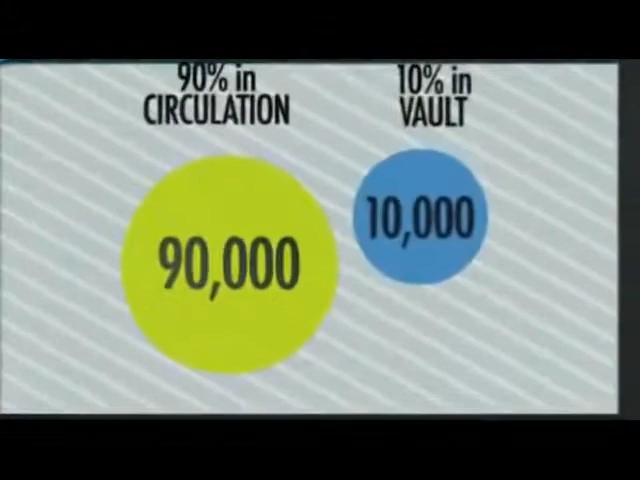 90% in
CIRCULATION
10% in
VAULT
90,000
10,000